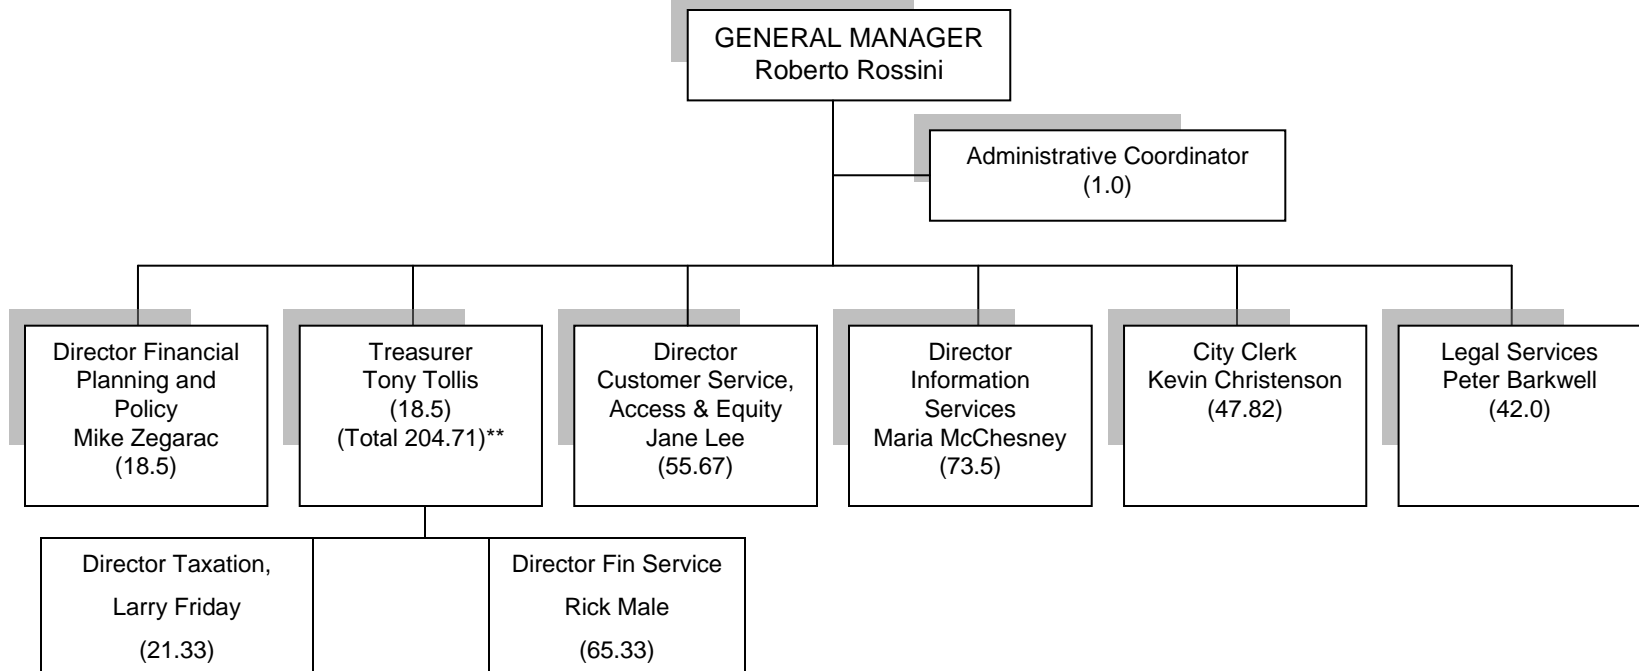 GENERAL MANAGER
Roberto Rossini
Administrative Coordinator
(1.0)
Director Financial
Planning and
Policy
Mike Zegarac
(18.5)
Treasurer
Tony Tollis
(18.5)
(Total 204.71)**
Director
Customer Service,
Access & Equity
Jane Lee
(55.67)
Director
Information
Services
Maria McChesney
(73.5)
City Clerk
Kevin Christenson
(47.82)
Legal Services
Peter Barkwell
(42.0)
Director Taxation,
Larry Friday
(21.33)
Director Fin Service
Rick Male
(65.33)